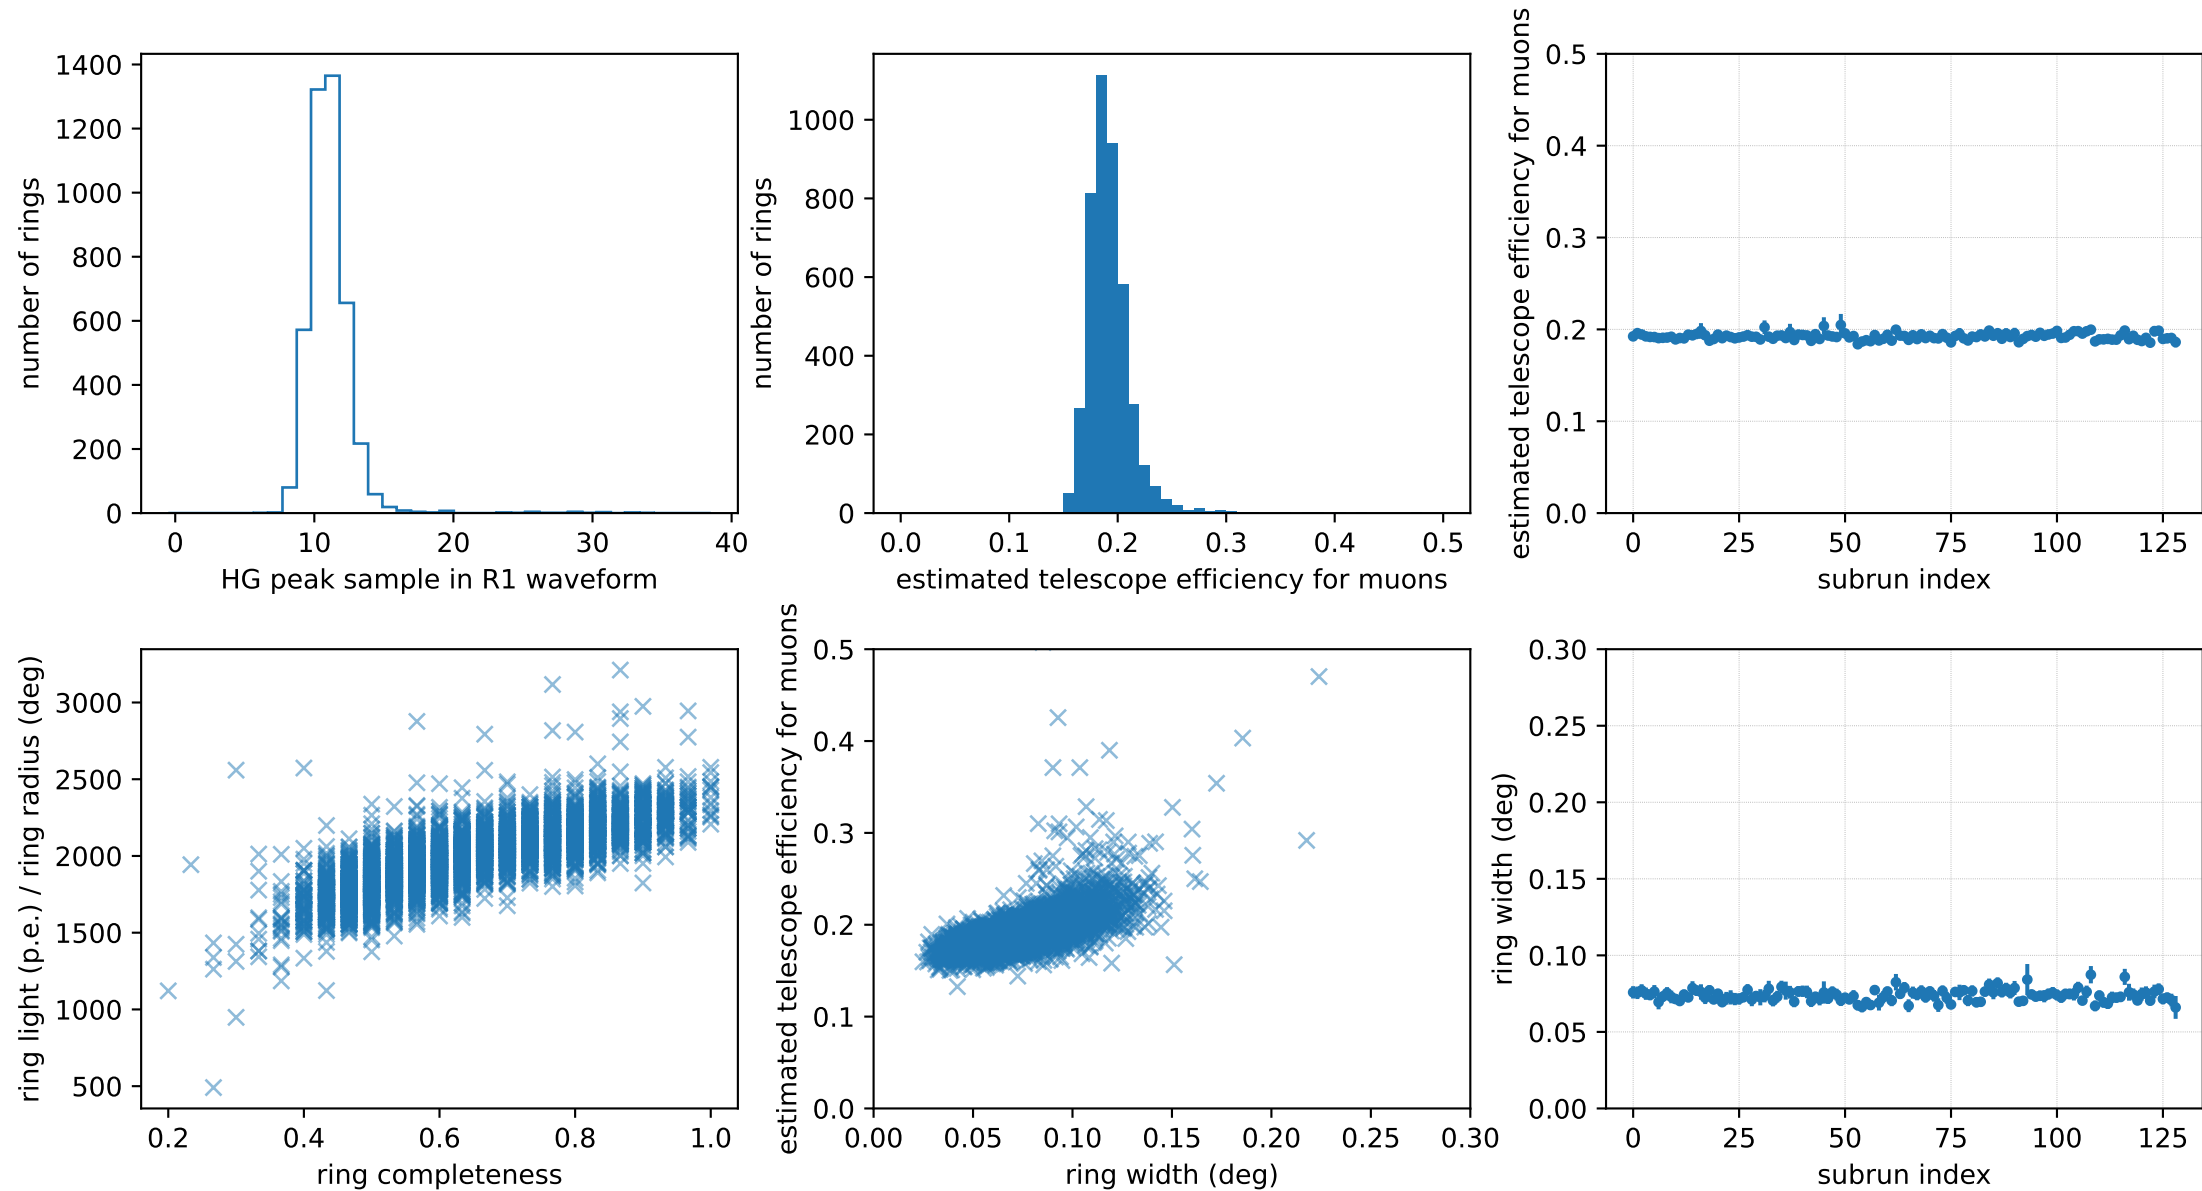 1400
1200
1000
800
600
400
200
0
number of rings
0 10 20 30 40
HG peak sample in R1 waveform
1000
800
600
400
200
0
number of rings
0.0 0.1 0.2 0.3 0.4 0.5
estimated telescope efficiency for muons
0.5
0.4
0.3
0.2
0.1
0.0
estimated telescope efficiency for muons
0 25 50 75 100 125
subrun index
3000
2500
2000
1500
1000
500
ring light (p.e.) / ring radius (deg)
0.2 0.4 0.6 0.8 1.0
ring completeness
0.5
0.4
0.3
0.2
0.1
0.0
estimated telescope efficiency for muons
0.00 0.05 0.10 0.15 0.20 0.25 0.30
ring width (deg)
0.30
0.25
0.20
0.15
0.10
0.05
0.00
ring width (deg)
0 25 50 75 100 125
subrun index